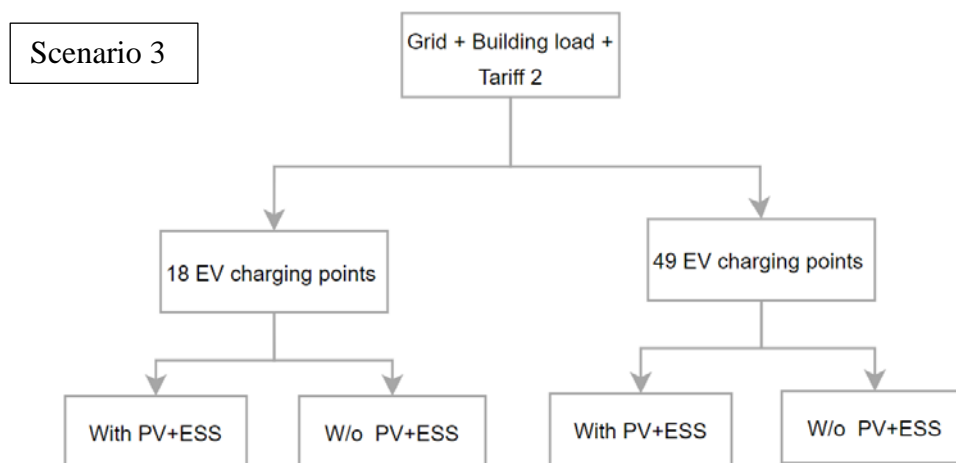 Scenario 3
Grid + Building load +
Tariff 2
18 EV charging points
49 EV charging points
With PV+ESS
W/o PV+ESS
With PV+ESS
W/o PV+ESS